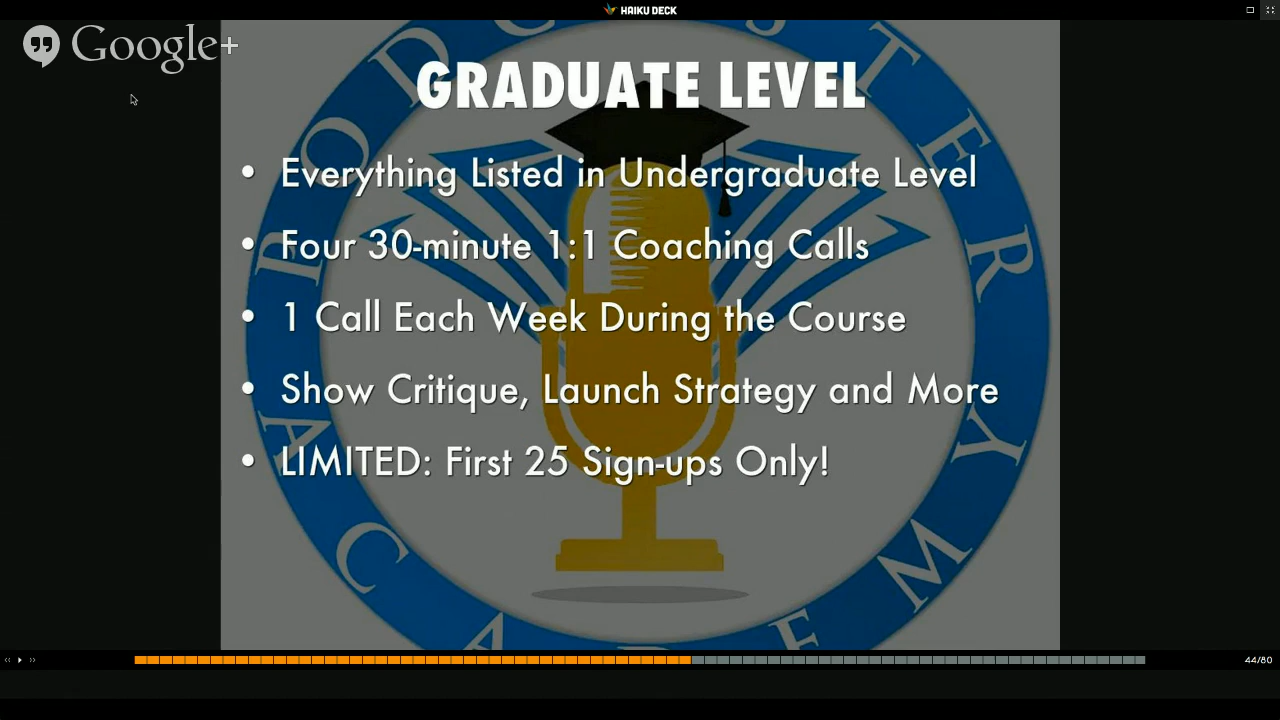 HAIKU DECK
Google+
GRADUATE LEVEL
• Everything Listed in Undergraduate Level
• Four 30-minute 1:1 Coaching Calls
• 1 Call Each Week During the Course
• Show Critique, Launch Strategy and More
• LIMITED: First 25 Sign-ups Only!
44/80